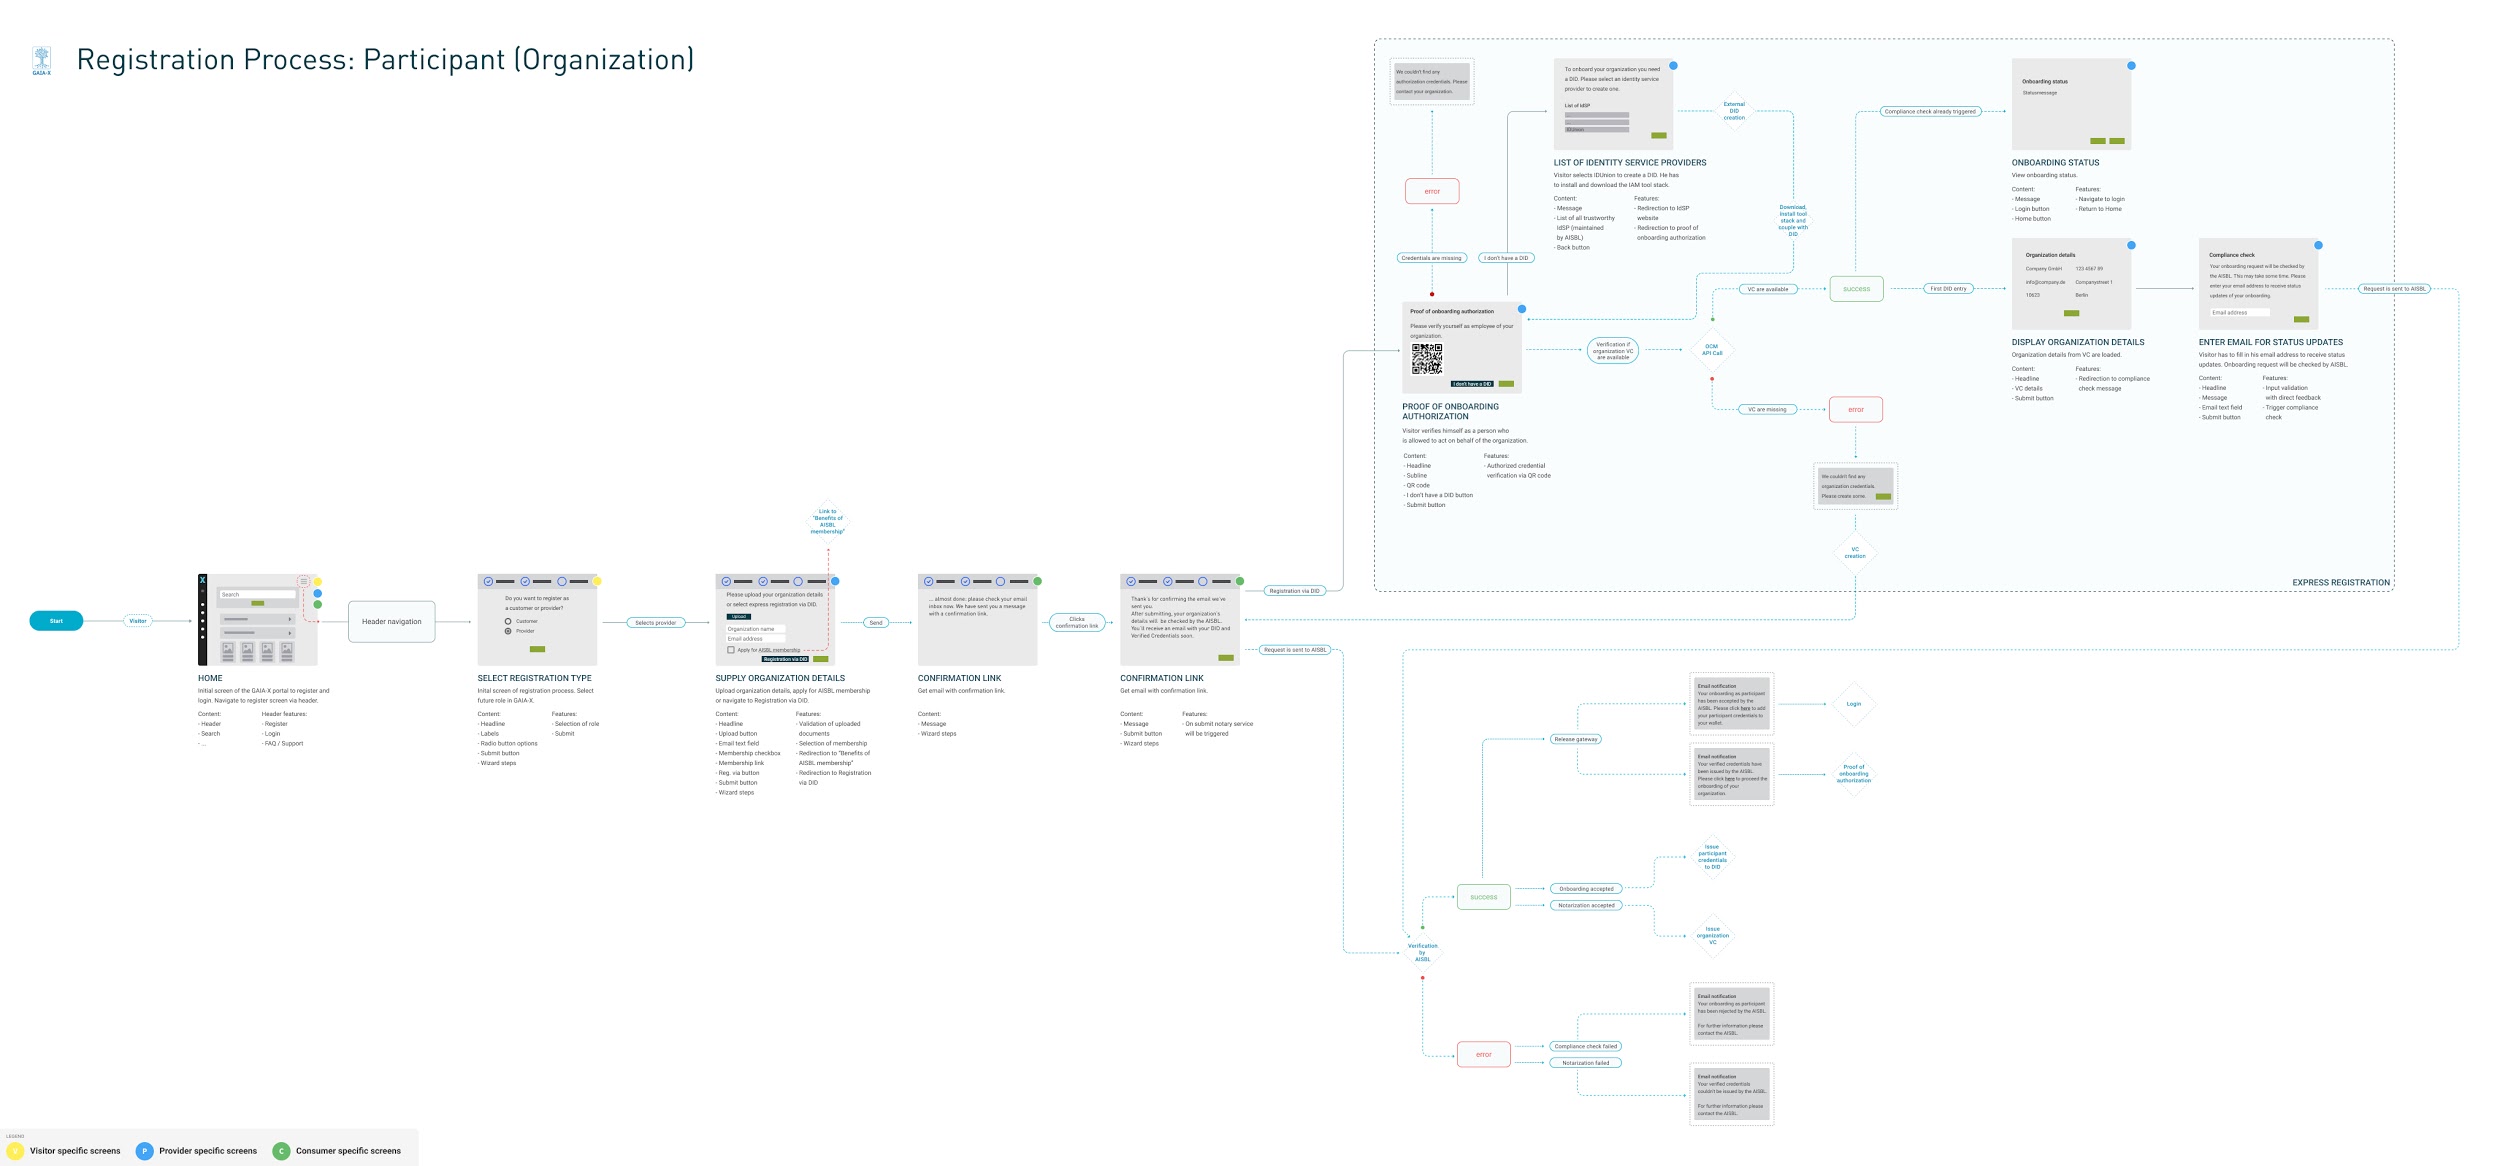 GAIA-X
Registration Process: Participant (Organization)
Start
Visitor
Search
HOME
Initial screen of the GAIA-X portal to register and
login. Navigate to register screen via header.
Content:
- Header
- Search
- ...
Header features:
- Register
- Login
- FAQ / Support
Header navigation
Do you want to register as
a customer or provider?
Customer
Provider
SELECT REGISTRATION TYPE
Inital screen of registration process. Select
future role in GAIA-X.
Content:
- Headline
- Labels
- Radio button options
- Submit button
- Wizard steps
Features:
- Selection of role
- Submit
Selects provider
Link to
"Benefits of
AISBL
membership"
Please upload your organization details
or select express registration via DID.
Upload
Organization name
Email address
Apply for AISBL membership
Registration via DID
SUPPLY ORGANIZATION DETAILS
Upload organization details, apply for AISBL membership
or navigate to Registration via DID.
Content:
- Headline
- Upload button
- Email text field
- Membership checkbox
- Membership link
- Reg. via button
- Submit button
- Wizard steps
Features:
- Validation of uploaded
documents
- Selection of membership
- Redirection to "Benefits of
AISBL membership"
- Redirection to Registration
via DID
Send
... almost done, please check your email
inbox now. We have sent you a message
with a confirmation link.
CONFIRMATION LINK
Get email with confirmation link.
Content:
- Message
- Wizard steps
Clicks
confirmation link
Thank´s for confirming the email we've
sent you.
After submitting, your organization's
details will be checked by the AISBL.
You´ll receive an email with your DID and
Verified Credentials soon.
CONFIRMATION LINK
Get email with confirmation link.
Content:
- Message
- Submit button
- Wizard steps
Features:
- On submit notary service
will be triggered
Registration via DID
Request is sent to AISBL
We couldn't find any
authorization credentials. Please
contact your organization.
error
Credentials are missing
I don't have a DID
Proof of onboarding authorization
Please verify yourself as employee of your
organization.
I don't have a DID
PROOF OF ONBOARDING
AUTHORIZATION
Visitor verifies himself as a person who
is allowed to act on behalf of the organization.
Content:
- Headline
- Subline
- QR code
- I don't have a DID button
- Submit button
Features:
- Authorized credential
verification via QR code
To onboard your organization you need
a DID. Please select an identity service
provider to create one.
List of IdSP
IDUnion
LIST OF IDENTITY SERVICE PROVIDERS
Visitor selects IDUnion to create a DID. He has
to install and download the IAM tool stack.
Content:
- Message
- List of all trustworthy
IdSP (maintained
by AISBL)
- Back button
Features:
- Redirection to IdSP
website
- Redirection to proof of
onboarding authorization
External
DID
creation
Download,
install tool
stack and
couple with
DID
Verification if
organization VC
are available
OCM
API Call
VC are available
success
VC are missing
error
We couldn't find any
organization credentials.
Please create some.
VC
creation
Compliance check already triggered
Onboarding status
Statusmessage
ONBOARDING STATUS
View onboarding status.
Content:
- Message
- Login button
- Home button
Features:
- Navigate to login
- Return to Home
First DID entry
Organization details
Company GmbH
123 4567 89
info@company.de
Companystreet 1
10623
Berlin
DISPLAY ORGANIZATION DETAILS
Organization details from VC are loaded.
Content:
- Headline
- VC details
- Submit button
Features:
- Redirection to compliance
check message
Compliance check
Your onboarding request will be checked by
the AISBL. This may take some time. Please
enter your email address to receive status
updates of your onboarding.
Email address
ENTER EMAIL FOR STATUS UPDATES
Visitor has to fill in his email address to receive status
updates. Onboarding request will be checked by AISBL.
Content:
- Headline
- Message
- Email text field
- Submit button
Features:
- Input validation
with direct feedback
- Trigger compliance
check
Request is sent to AISBL
EXPRESS REGISTRATION
Verification
by
AISBL
success
Release gateway
Email notification
Your onboarding as participant
has been accepted by the
AISBL. Please click here to add
your participant credentials to
your wallet.
Login
Email notification
Your verified credentials have
been issued by the AISBL.
Please click here to proceed the
onboarding of your
organization.
Proof of
onboarding
authorization
Onboarding accepted
Notarization accepted
Issue
participant
credentials
to DID
Issue
organization
VC
error
Compliance check failed
Notarization failed
Email notification
Your onboarding as participant
has been rejected by the AISBL.
For further information please
contact the AISBL.
Email notification
Your verified credentials
couldn't be issued by the AISBL.
For further information please
contact the AISBL.
LEGEND
V
Visitor specific screens
P
Provider specific screens
C
Consumer specific screens